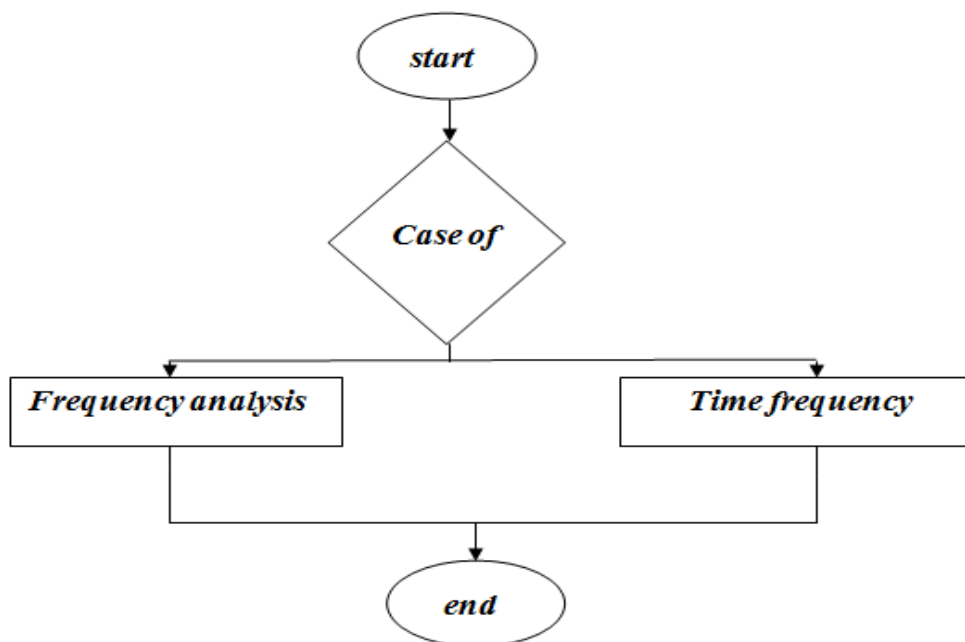 start
Case of
Frequency analysis
Time frequency
end